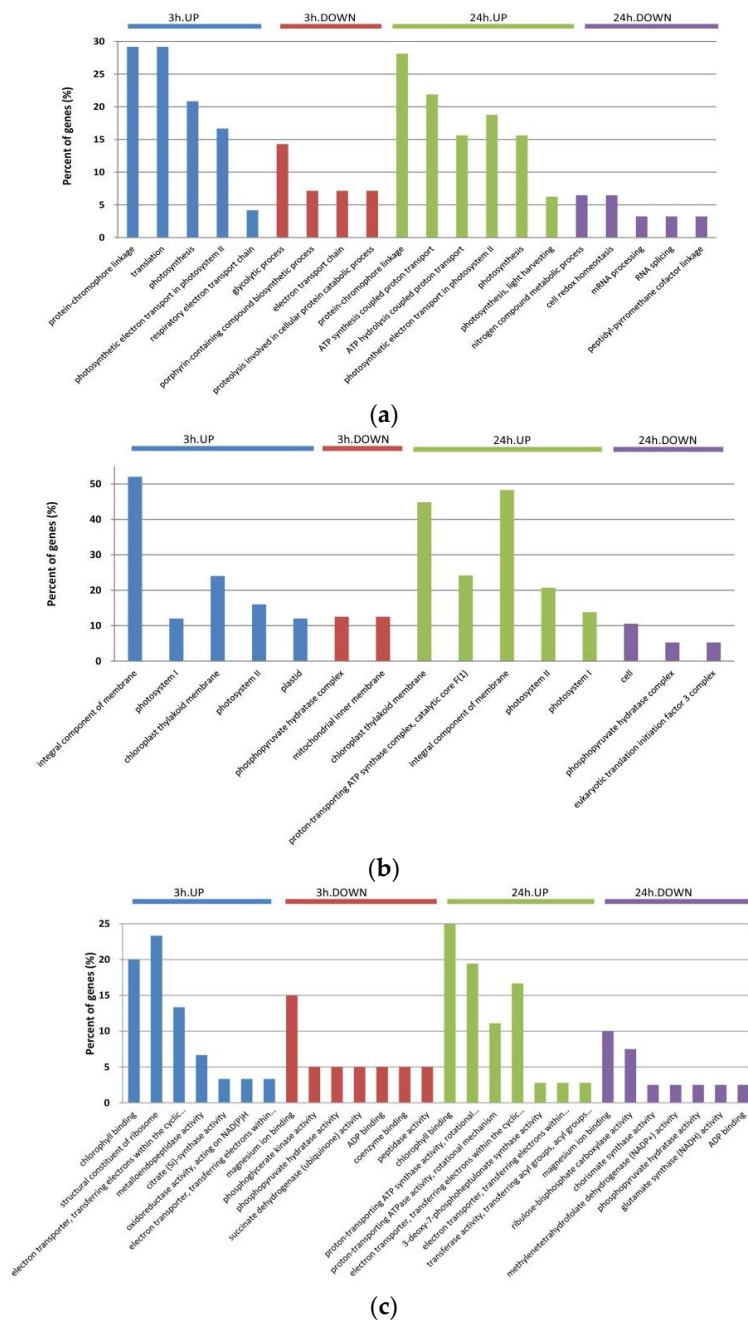 3h.UP 3h.DOWN 24h.UP 24h.DOWN
Percent of genes (%)
30
25
20
15
10
5
0
protein-chromophore linkage
translation
photosynthesis
photosynthetic electron transport in photosystem II
respiratory electron transport chain
glycolytic process
porphyrin-containing compound biosynthetic process
electron transport chain
proteolysis involved in cellular protein catabolic process
protein-chromophore linkage
ATP synthesis coupled proton transport
ATP hydrolysis coupled proton transport
photosynthetic electron transport in photosystem II
photosynthesis
photosynthesis, light harvesting
nitrogen compound metabolic process
cell redox homeostasis
mRNA processing
RNA splicing
peptidyl-pyrromethane cofactor linkage
(a)
3h.UP 3h.DOWN 24h.UP 24h.DOWN
Percent of genes (%)
50
40
30
20
10
0
integral component of membrane
photosystem I
chloroplast thylakoid membrane
photosystem II
plastid
phosphopyruvate hydratase complex
mitochondrial inner membrane
chloroplast thylakoid membrane
proton-transporting ATP synthase complex, catalytic core F(1)
integral component of membrane
photosystem II
photosystem I
cell
phosphopyruvate hydratase complex
eukaryotic translation initiation factor 3 complex
(b)
3h.UP 3h.DOWN 24h.UP 24h.DOWN
Percent of genes (%)
25
20
15
10
5
0
chlorophyll binding
structural constituent of ribosome
electron transporter, transferring electrons within the cyclic...
metalloendopeptidase activity
citrate (Si)-synthase activity
oxidoreductase activity, acting on NAD(P)H
electron transporter, transferring electrons within...
magnesium ion binding
phosphoglycerate kinase activity
phosphopyruvate hydratase activity
succinate dehydrogenase (ubiquinone) activity
ADP binding
coenzyme binding
peptidase activity
chlorophyll binding
proton-transporting ATP synthase activity, rotational...
proton-transporting ATPase activity, rotational mechanism
electron transporter, transferring electrons within the cyclic...
3-deoxy-7-phosphoheptulonate synthase activity
electron transporter, transferring electrons within...
transferase activity, transferring acyl groups, acyl groups...
magnesium ion binding
ribulose-bisphosphate carboxylase activity
chorismate synthase activity
methylenetetrahydrofolate dehydrogenase (NADP+) activity
phosphopyruvate hydratase activity
glutamate synthase (NADH) activity
ADP binding
(c)